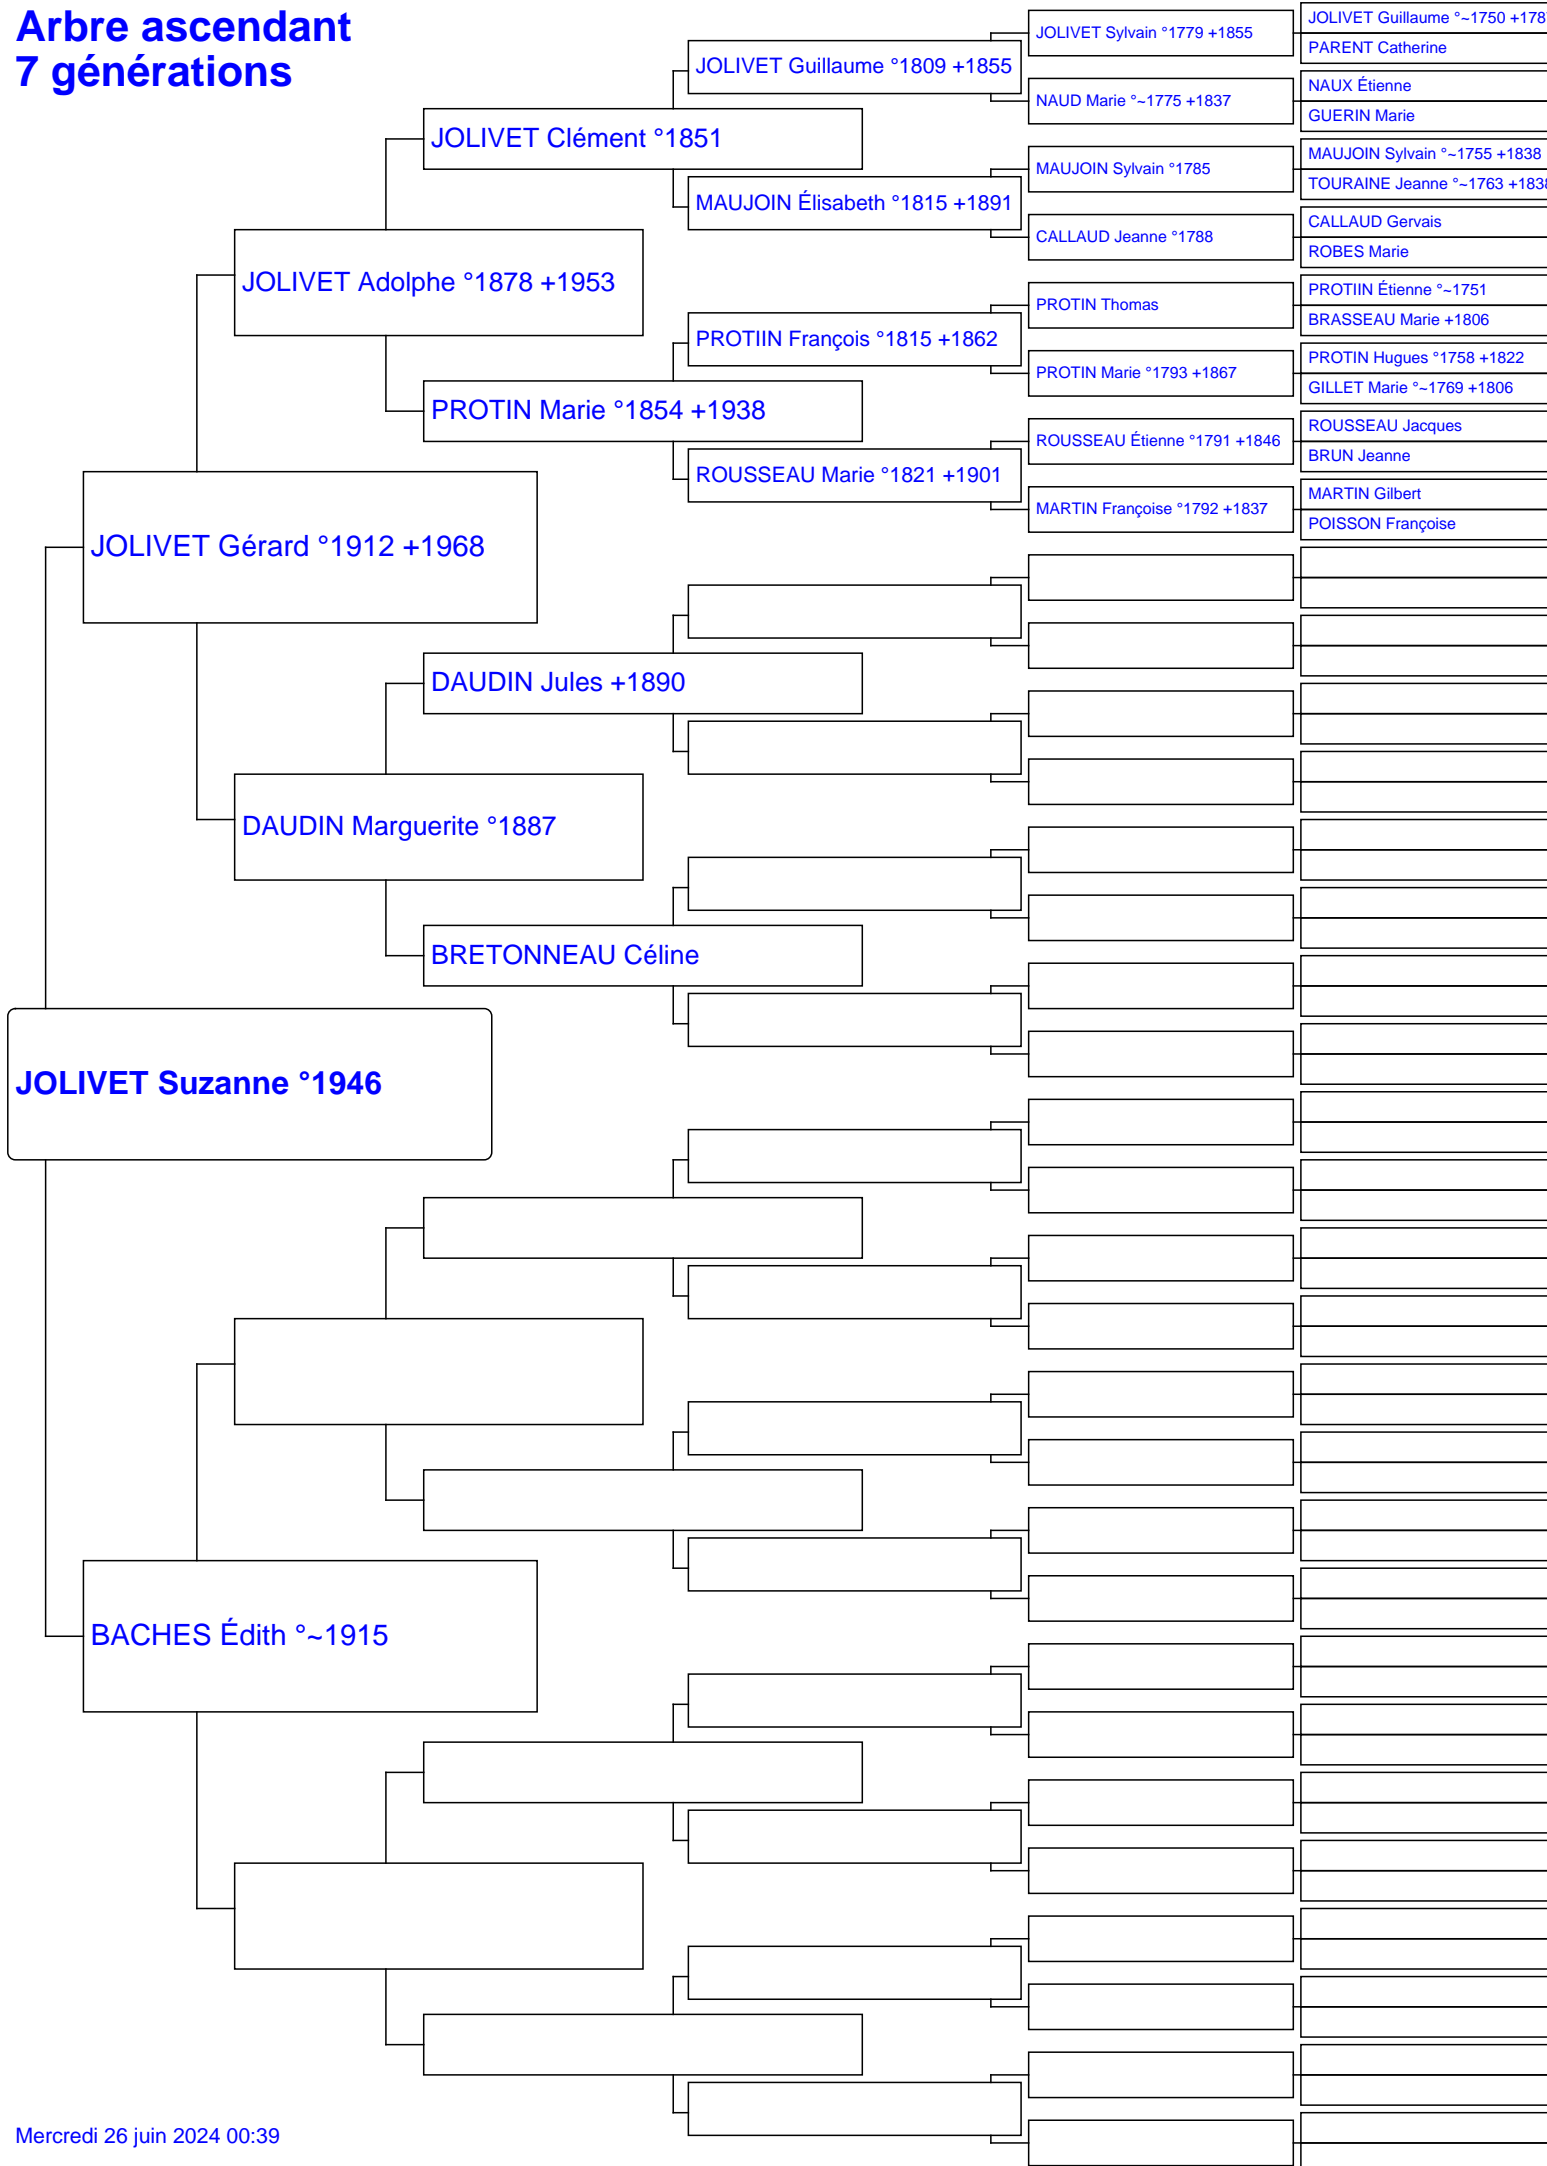 Arbre ascendant
7 générations
JOLIVET Suzanne °1946
JOLIVET Gérard °1912 +1968
BACHES Édith °~1915
JOLIVET Adolphe °1878 +1953
DAUDIN Marguerite °1887
JOLIVET Clément °1851
PROTIN Marie °1854 +1938
DAUDIN Jules +1890
BRETONNEAU Céline
JOLIVET Guillaume °1809 +1855
MAUJOIN Élisabeth °1815 +1891
PROTIIN François °1815 +1862
ROUSSEAU Marie °1821 +1901
JOLIVET Sylvain °1779 +1855
NAUD Marie °~1775 +1837
MAUJOIN Sylvain °1785
CALLAUD Jeanne °1788
PROTIN Thomas
PROTIN Marie °1793 +1867
ROUSSEAU Étienne °1791 +1846
MARTIN Françoise °1792 +1837
JOLIVET Guillaume °~1750
PARENT Catherine
NAUX Étienne
GUERIN Marie
MAUJOIN Sylvain °~1755 +1838
TOURAINE Jeanne °~1763 +1838
CALLAUD Gervais
ROBES Marie
PROTIIN Étienne °~1751
BRASSEAU Marie +1806
PROTIN Hugues °1758 +1822
GILLET Marie °~1769 +1806
ROUSSEAU Jacques
BRUN Jeanne
MARTIN Gilbert
POISSON Françoise
Mercredi 26 juin 2024 00:39